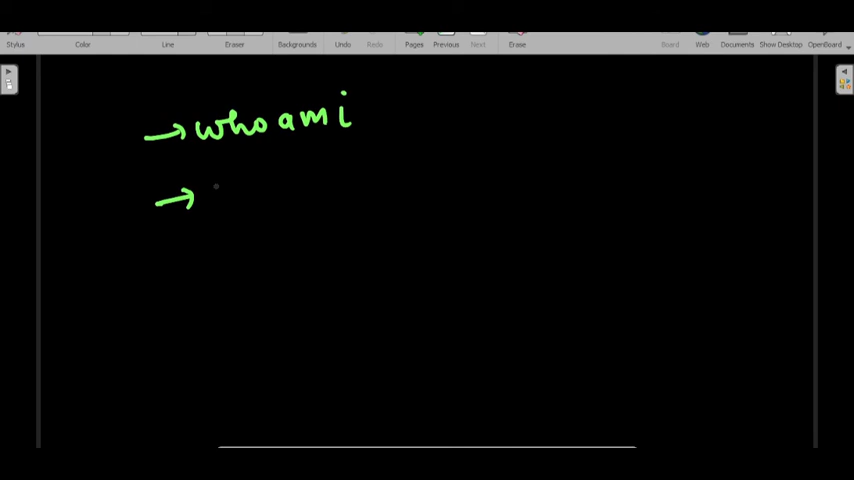 Stylus Color Line Eraser Backgrounds Undo Redo Pages Previous Next Erase Board Web Documents Show Desktop OpenBoard
→ whoami
→